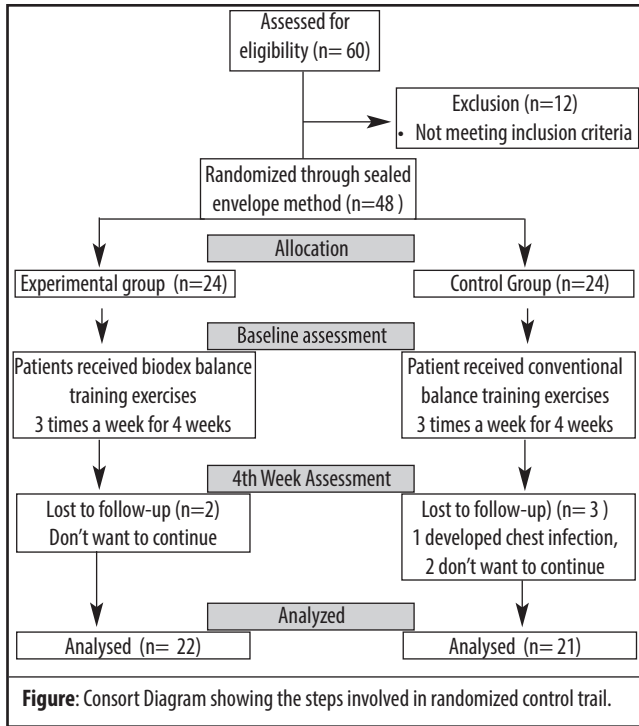 Assessed for
eligibility (n= 60)
Exclusion (n=12)
• Not meeting inclusion criteria
Randomized through sealed
envelope method (n=48 )
Allocation
Experimental group (n=24)
Control Group (n=24)
Baseline assessment
Patients received biodex balance
training exercises
3 times a week for 4 weeks
Patient received conventional
balance training exercises
3 times a week for 4 weeks
4th Week Assessment
Lost to follow-up (n=2)
Don't want to continue
Lost to follow-up) (n= 3 )
1 developed chest infection,
2 don't want to continue
Analyzed
Analysed (n= 22)
Analysed (n= 21)
Figure: Consort Diagram showing the steps involved in randomized control trail.